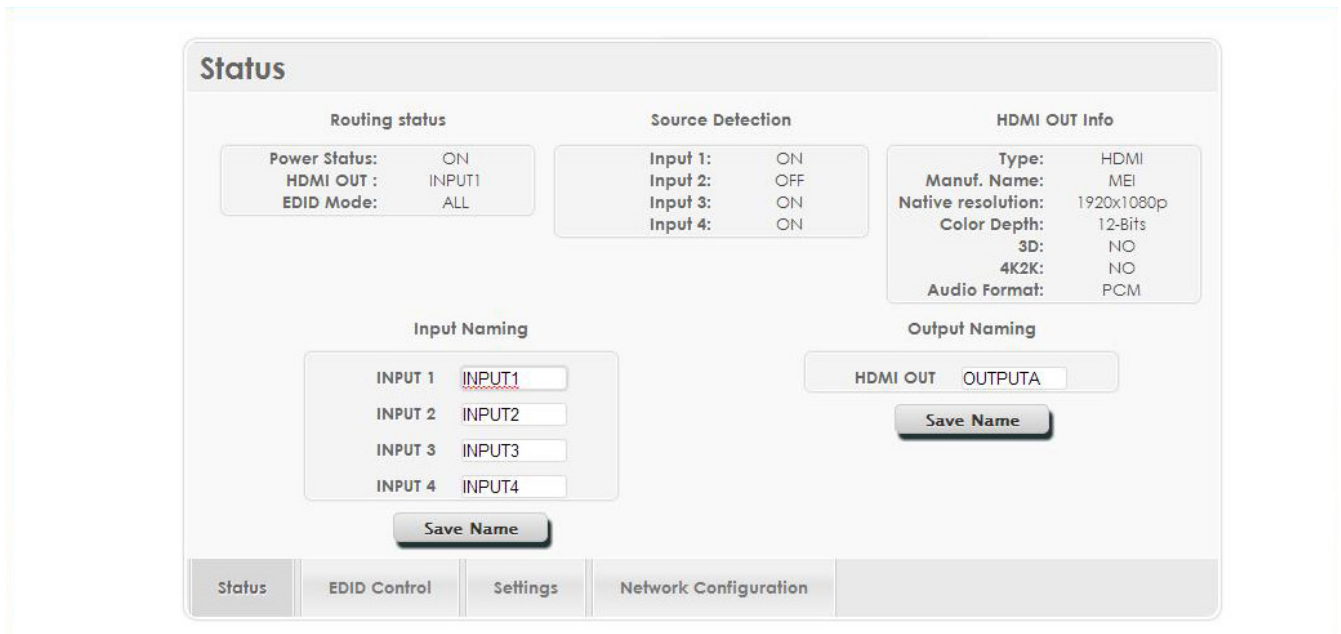 Status
Routing status
Power Status: ON
HDMI OUT : INPUT1
EDID Mode: ALL
Source Detection
Input 1: ON
Input 2: OFF
Input 3: ON
Input 4: ON
HDMI OUT Info
Type: HDMI
Manuf. Name: MEI
Native resolution: 1920x1080p
Color Depth: 12-Bits
3D: NO
4K2K: NO
Audio Format: PCM
Input Naming
INPUT 1 INPUT1
INPUT 2 INPUT2
INPUT 3 INPUT3
INPUT 4 INPUT4
Save Name
Output Naming
HDMI OUT OUTPUTA
Save Name
Status EDID Control Settings Network Configuration